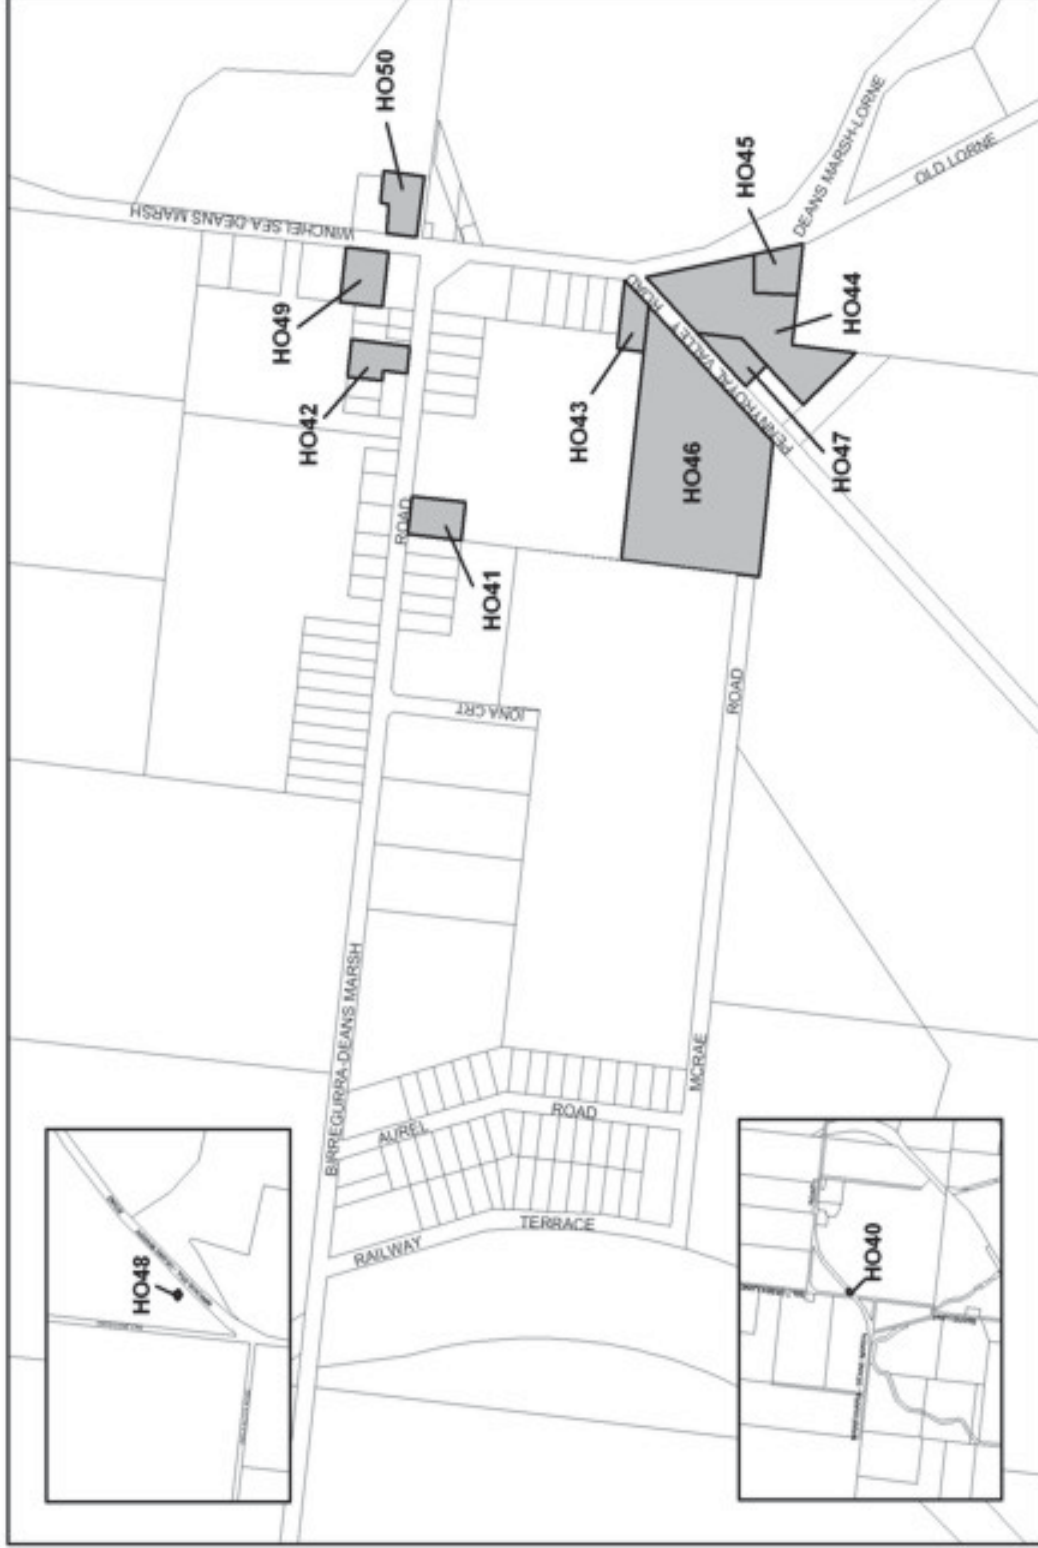 HO50
WINCHELSEA-DEANS MARSH
HO49
HO42
HO45
DEANS MARSH-LORNE
OLD LORNE
HO44
HO43
PENNYROYAL VALLEY ROAD
HO46
HO47
ROAD
HO41
IONA CRT
ROAD
BIRREGURRA-DEANS MARSH
MCRAE
AUREL
ROAD
RAILWAY
TERRACE
HO48
HO40